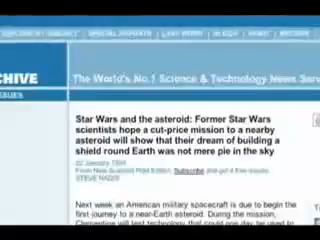 SPECIAL REPORTS
CHIVE
The World's No.1 Science & Technology News Serv
ISSUES
Star Wars and the asteroid: Former Star Wars
scientists hope a cut-price mission to a nearby
asteroid will show that their dream of building a
shield round Earth was not mere pie in the sky
22 January 1994
From New Scientist Print Edition. Subscribe and get 4 free issues.
STEVE NADIS
Next week an American military spacecraft is due to begin the
first journey to a near-Earth asteroid. During the mission,
Clementine will test technology that could one day be used to